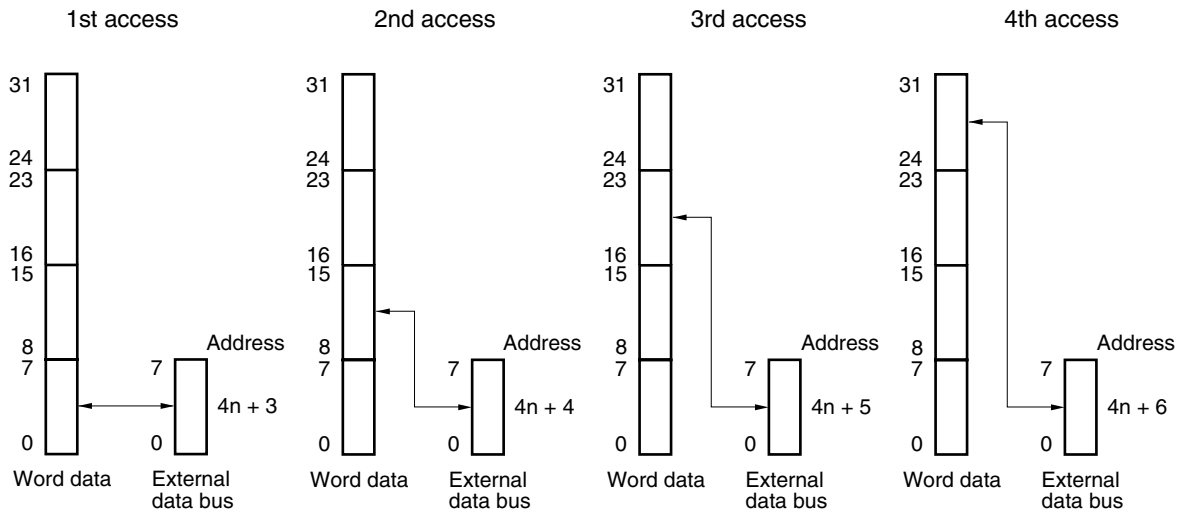 1st access
2nd access
3rd access
4th access
31
24
23
16
15
8
7
0
Address
7
4n + 3
0
Word data
External
data bus
31
24
23
16
15
8
7
0
Address
7
4n + 4
0
Word data
External
data bus
31
24
23
16
15
8
7
0
Address
7
4n + 5
0
Word data
External
data bus
31
24
23
16
15
8
7
0
Address
7
4n + 6
0
Word data
External
data bus